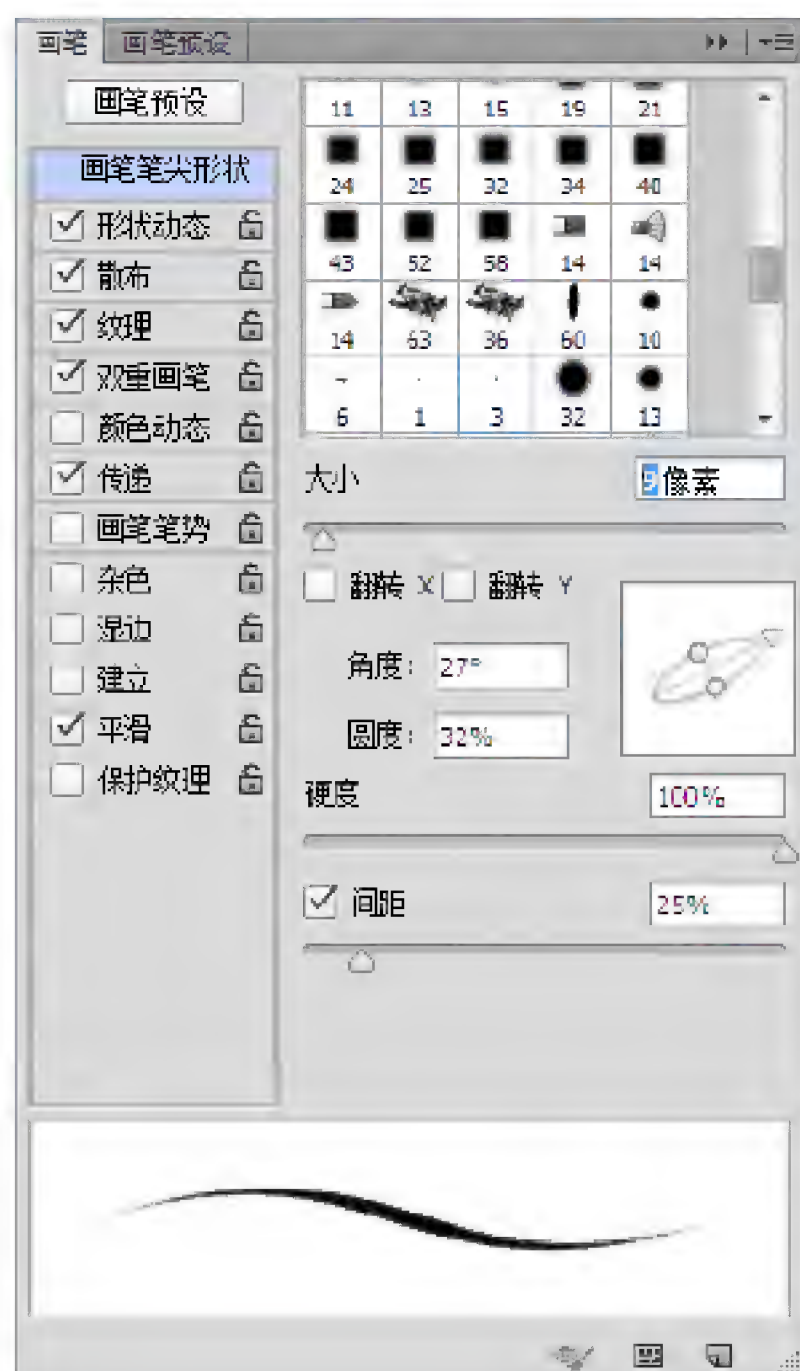 画笔 画笔预设
画笔预设
11 13 15 19 21
画笔笔尖形状
24 25 32 34 40
形状动态
43 52 58 14 14
散布
纹理
14 63 36 60 10
双重画笔
6 1 3 32 13
颜色动态
传递
大小 9 像素
画笔笔势
杂色
翻转 X 翻转 Y
湿边
角度: 27°
建立
平滑
圆度: 32%
保护纹理
硬度 100%
间距 25%